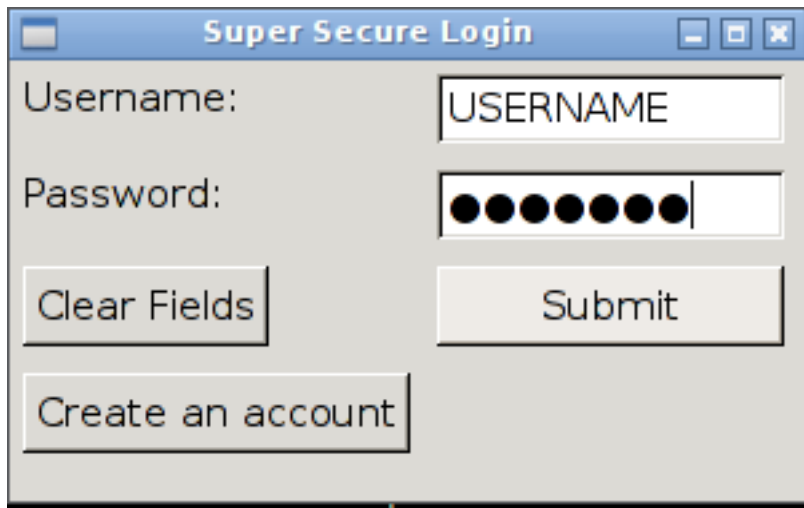 Super Secure Login
Username:
USERNAME
Password:
●●●●●●●
Clear Fields
Submit
Create an account